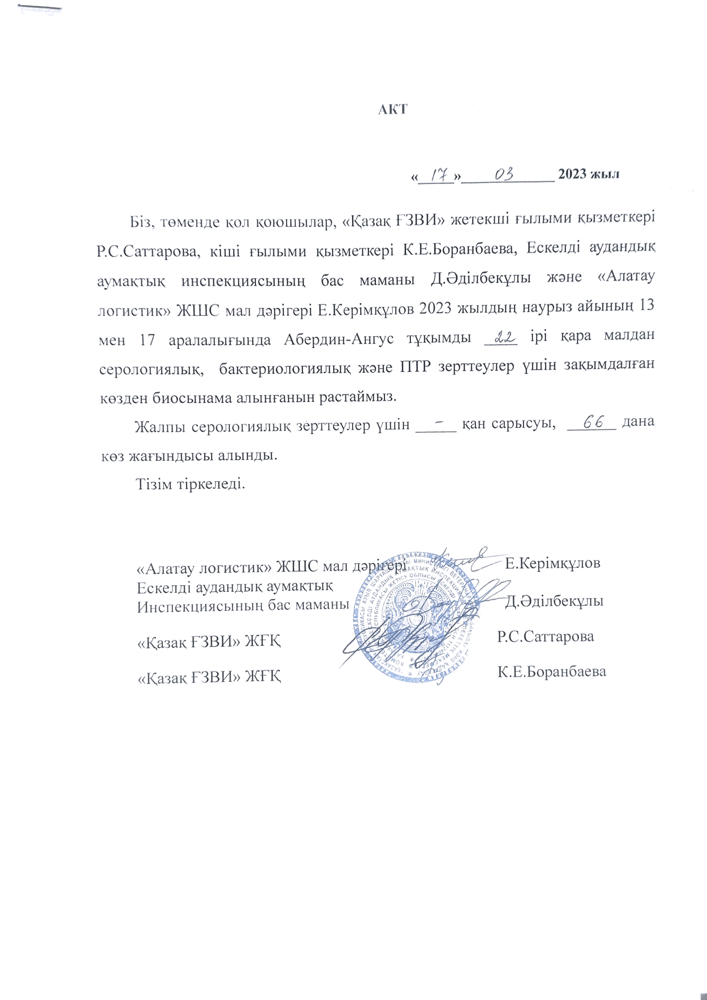 АКТ
« 17 » 03 2023 жыл
Біз, төменде қол қоюшылар, «Қазақ ҒЗВИ» жетекші ғылыми қызметкері
Р.С.Саттарова, кіші ғылыми қызметкері К.Е.Боранбаева, Ескелді аудандық
аумақтық инспекциясының бас маманы Д.Әділбекұлы және «Алатау
логистик» ЖШС мал дәрігері Е.Керімқұлов 2023 жылдың наурыз айының 13
мен 17 аралалығында Абердин-Ангус тұқымды 22 ірі қара малдан
серологиялық, бактериологиялық және ПТР зерттеулер үшін зақымдалған
көзден биосынама алынғанын растаймыз.
Жалпы серологиялық зерттеулер үшін - қан сарысуы, 66 дана
көз жағындысы алынды.
Тізім тіркеледі.
«Алатау логистик» ЖШС мал дәрігері Е.Керімқұлов
Ескелді аудандық аумақтық
Инспекциясының бас маманы Д.Әділбекұлы
«Қазақ ҒЗВИ» ЖҒҚ Р.С.Саттарова
«Қазақ ҒЗВИ» ЖҒҚ К.Е.Боранбаева